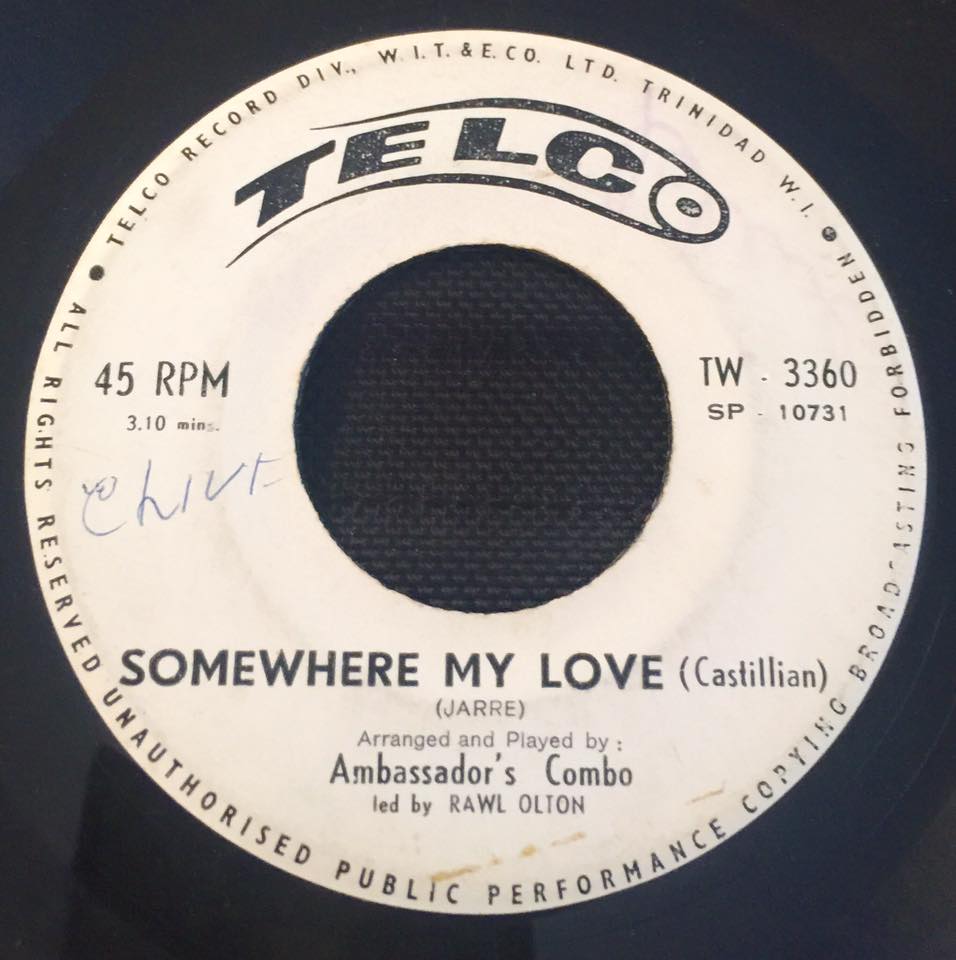 TELCO RECORD DIV., W.I.T. & E. CO. LTD. TRINIDAD W.I.
ALL RIGHTS RESERVED UNAUTHORISED PUBLIC PERFORMANCE COPYING BROADCASTING FORBIDDEN
TELCO
45 RPM
3.10 mins.
TW - 3360
SP - 10731
CLIVE
SOMEWHERE MY LOVE (Castillian)
(JARRE)
Arranged and Played by :
Ambassador's Combo
led by RAWL OLTON